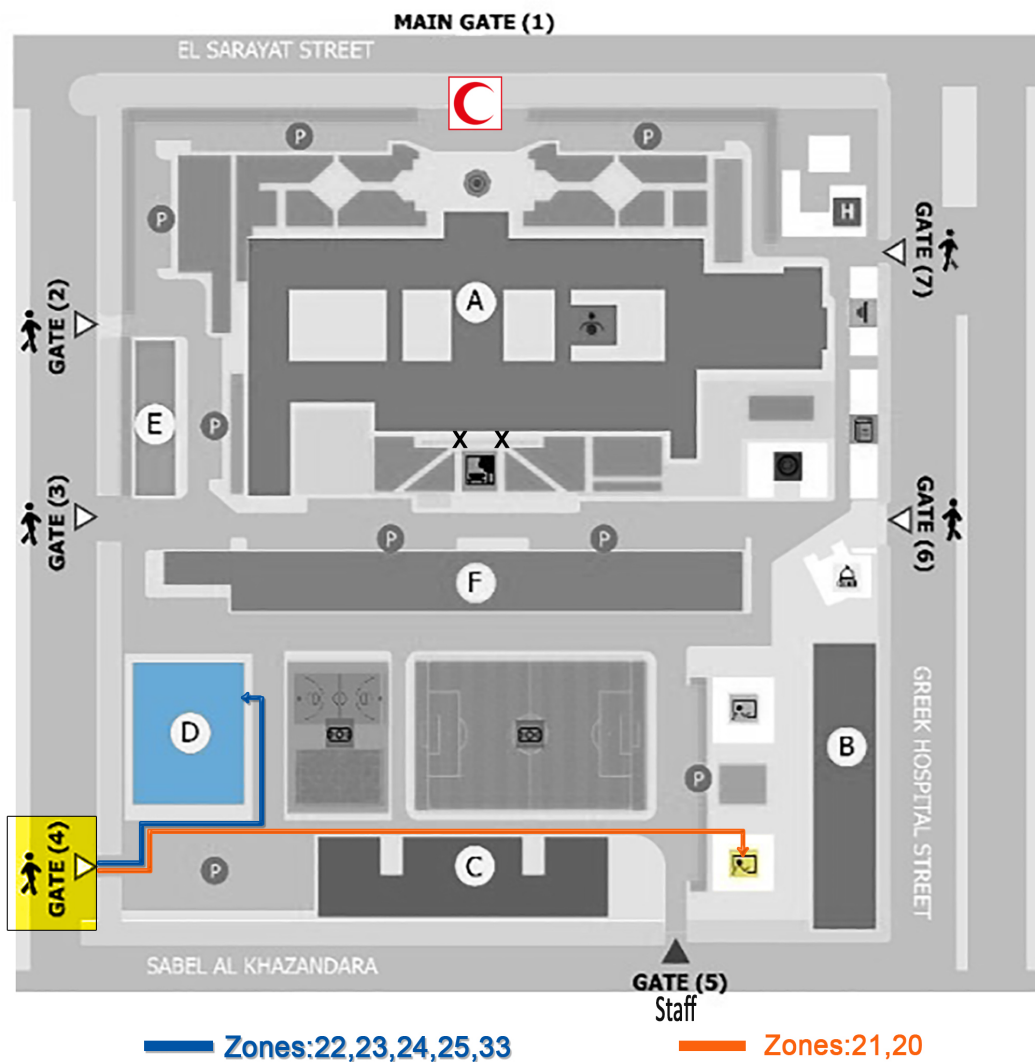 MAIN GATE (1)
EL SARAYAT STREET
P
P
P
H
GATE (7)
A
GATE (2)
E
P
X X
GATE (3)
GATE (6)
P
P
F
D
B
P
GREEK HOSPITAL STREET
GATE (4)
C
P
SABEL AL KHAZANDARA
GATE (5)
Staff
Zones:22,23,24,25,33
Zones:21,20